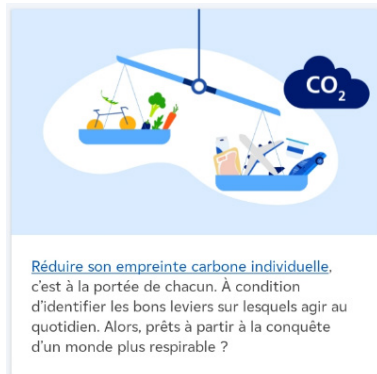 CO₂
Réduire son empreinte carbone individuelle,
c'est à la portée de chacun. À condition
d'identifier les bons leviers sur lesquels agir au
quotidien. Alors, prêts à partir à la conquête
d'un monde plus respirable ?